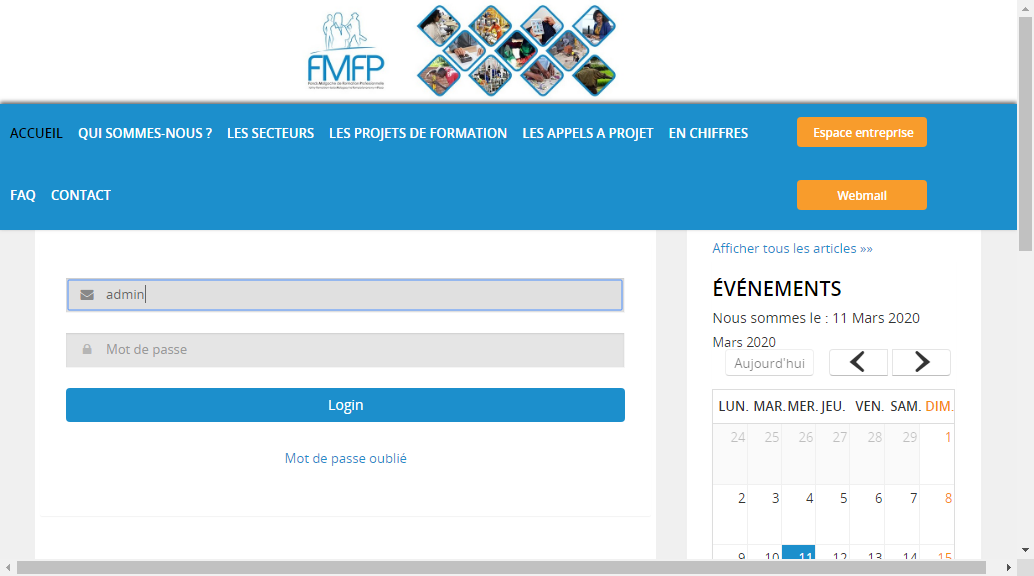 FMFP
Fonds Malgache de Formation Professionnelle
ACCUEIL QUI SOMMES-NOUS ? LES SECTEURS LES PROJETS DE FORMATION LES APPELS A PROJET EN CHIFFRES
Espace entreprise
FAQ CONTACT
Webmail
admin
Mot de passe
Login
Mot de passe oublié
Afficher tous les articles »»
ÉVÉNEMENTS
Nous sommes le : 11 Mars 2020
Mars 2020
Aujourd'hui
LUN. MAR. MER. JEU. VEN. SAM. DIM.
24 25 26 27 28 29 1
2 3 4 5 6 7 8
9 10 11 12 13 14 15